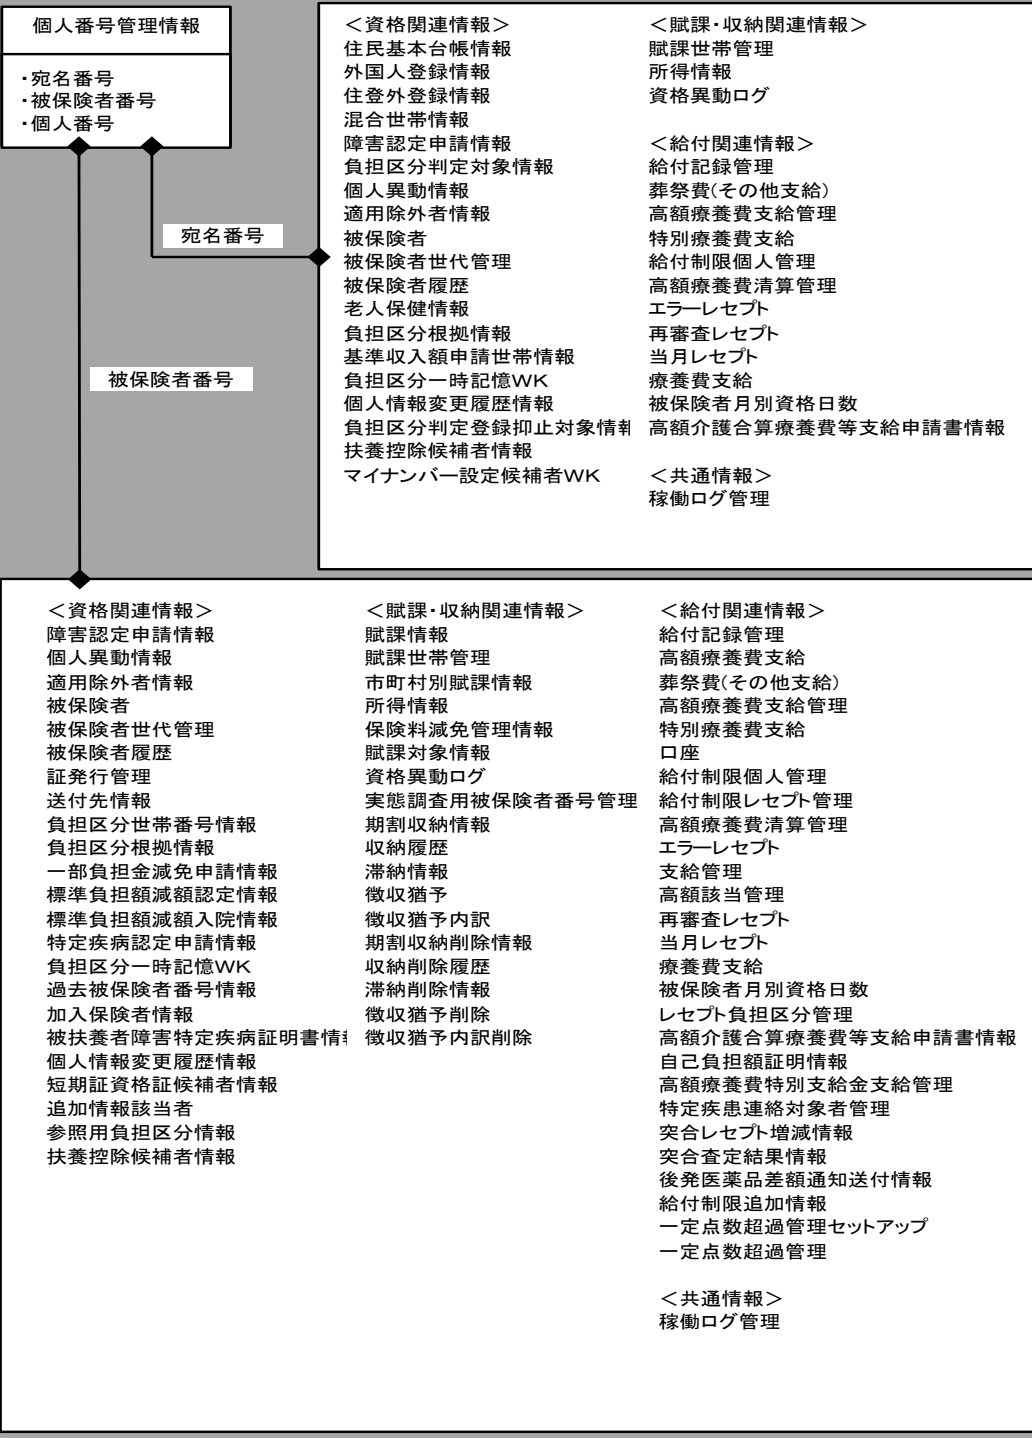 個人番号管理情報
・宛名番号
・被保険者番号
・個人番号
宛名番号
被保険者番号
＜資格関連情報＞
住民基本台帳情報
外国人登録情報
住登外登録情報
混合世帯情報
障害認定申請情報
負担区分判定対象情報
個人異動情報
適用除外者情報
被保険者
被保険者世代管理
被保険者履歴
老人保健情報
負担区分根拠情報
基準収入額申請世帯情報
負担区分一時記憶WK
個人情報変更履歴情報
負担区分判定登録抑止対象情
扶養控除候補者情報
マイナンバー設定候補者WK
＜賦課・収納関連情報＞
賦課世帯管理
所得情報
資格異動ログ
＜給付関連情報＞
給付記録管理
葬祭費(その他支給)
高額療養費支給管理
特別療養費支給
給付制限個人管理
高額療養費清算管理
エラーレセプト
再審査レセプト
当月レセプト
療養費支給
被保険者月別資格日数
高額介護合算療養費等支給申請書情報
＜共通情報＞
稼働ログ管理
＜資格関連情報＞
障害認定申請情報
個人異動情報
適用除外者情報
被保険者
被保険者世代管理
被保険者履歴
証発行管理
送付先情報
負担区分世帯番号情報
負担区分根拠情報
一部負担金減免申請情報
標準負担額減額認定情報
標準負担額減額入院情報
特定疾病認定申請情報
負担区分一時記憶WK
過去被保険者番号情報
加入保険者情報
被扶養者障害特定疾病証明書情
個人情報変更履歴情報
短期証資格証候補者情報
追加情報該当者
参照用負担区分情報
扶養控除候補者情報
＜賦課・収納関連情報＞
賦課情報
賦課世帯管理
市町村別賦課情報
所得情報
保険料減免管理情報
賦課対象情報
資格異動ログ
実態調査用被保険者番号管理
期割収納情報
収納履歴
滞納情報
徴収猶予
徴収猶予内訳
期割収納削除情報
収納削除履歴
滞納削除情報
徴収猶予削除
徴収猶予内訳削除
＜給付関連情報＞
給付記録管理
高額療養費支給
葬祭費(その他支給)
高額療養費支給管理
特別療養費支給
口座
給付制限個人管理
給付制限レセプト管理
高額療養費清算管理
エラーレセプト
支給管理
高額該当管理
再審査レセプト
当月レセプト
療養費支給
被保険者月別資格日数
レセプト負担区分管理
高額介護合算療養費等支給申請書情報
自己負担額証明情報
高額療養費特別支給金支給管理
特定疾患連絡対象者管理
突合レセプト増減情報
突合査定結果情報
後発医薬品差額通知送付情報
給付制限追加情報
一定点数超過管理セットアップ
一定点数超過管理
＜共通情報＞
稼働ログ管理